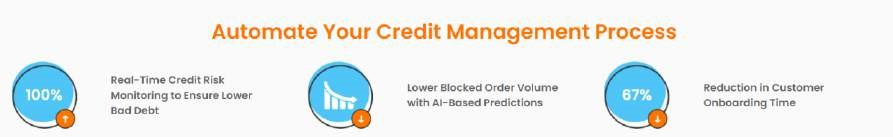 Automate Your Credit Management Process
100%
Real-Time Credit Risk
Monitoring to Ensure Lower
Bad Debt
Lower Blocked Order Volume
with AI-Based Predictions
67%
Reduction in Customer
Onboarding Time